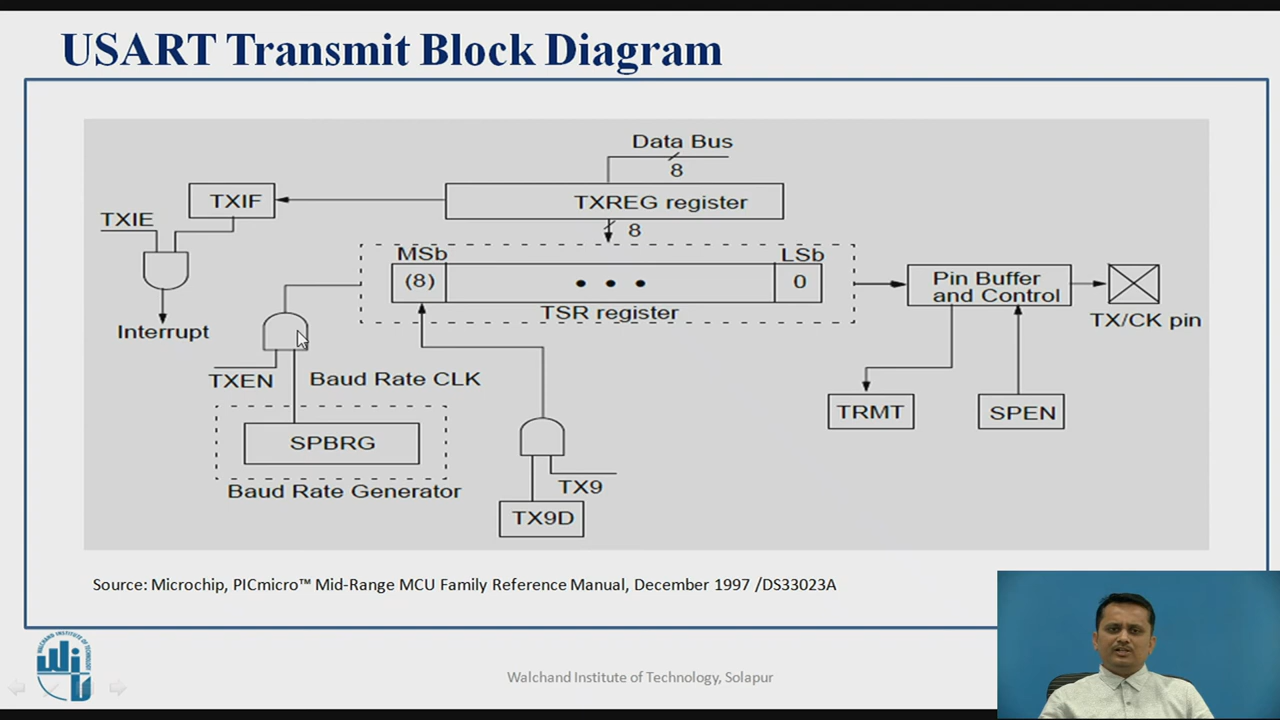 USART Transmit Block Diagram
Data Bus
8
TXIF
TXREG register
TXIE
8
MSb
LSb
(8)
• • •
0
Pin Buffer
and Control
TSR register
TX/CK pin
Interrupt
TXEN
Baud Rate CLK
TRMT
SPEN
SPBRG
Baud Rate Generator
TX9
TX9D
Source: Microchip, PICmicro™ Mid-Range MCU Family Reference Manual, December 1997 /DS33023A
Walchand Institute of Technology, Solapur